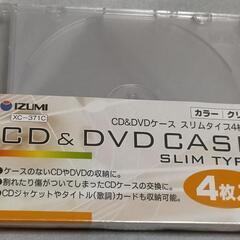 IZUMI
XC-371C
カラー クリ
CD&DVDケース スリムタイプ4
CD & DVD CASE
SLIM TYP
4枚
●ケースのないCDやDVDの収納に。
●割れたり傷がついてしまったCDケースの交換に。
●CDジャケットやタイトル(歌詞)カードも収納可能。